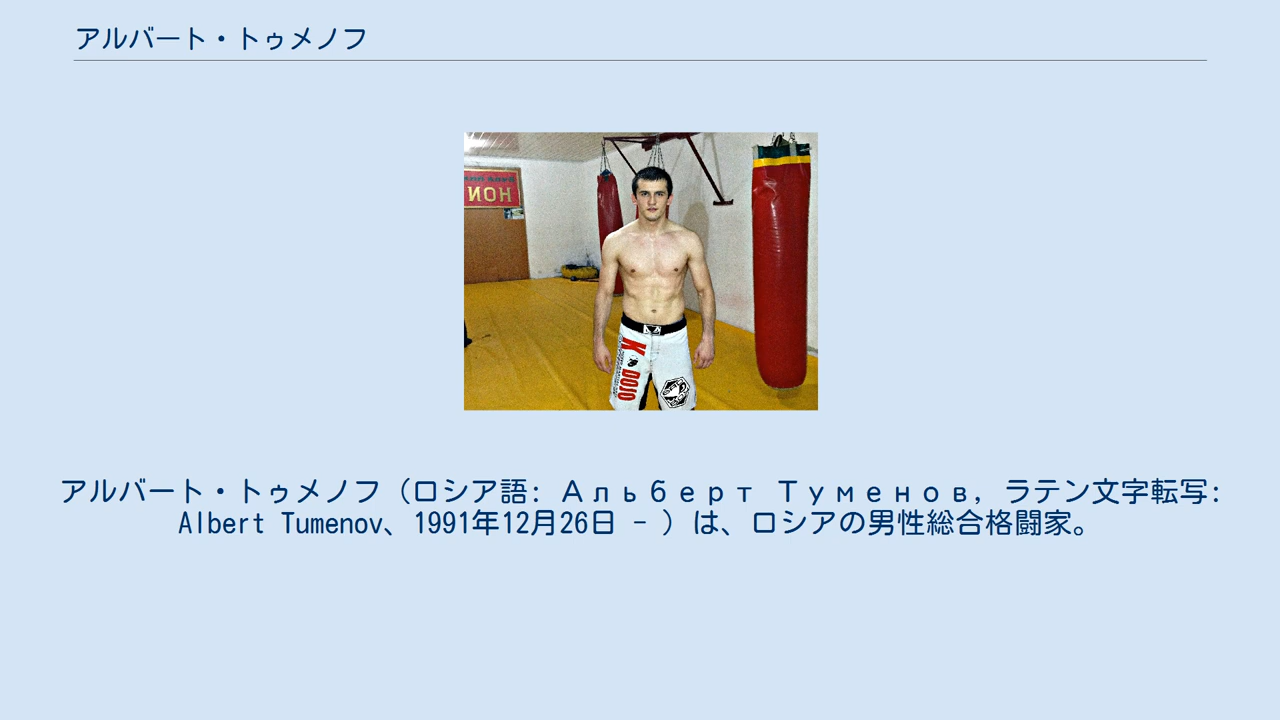 アルバート・トゥメノフ
ИОН
K DOJO
アルバート・トゥメノフ（ロシア語: Альберт Туменов, ラテン文字転写:
Albert Tumenov、1991年12月26日 - ）は、ロシアの男性総合格闘家。